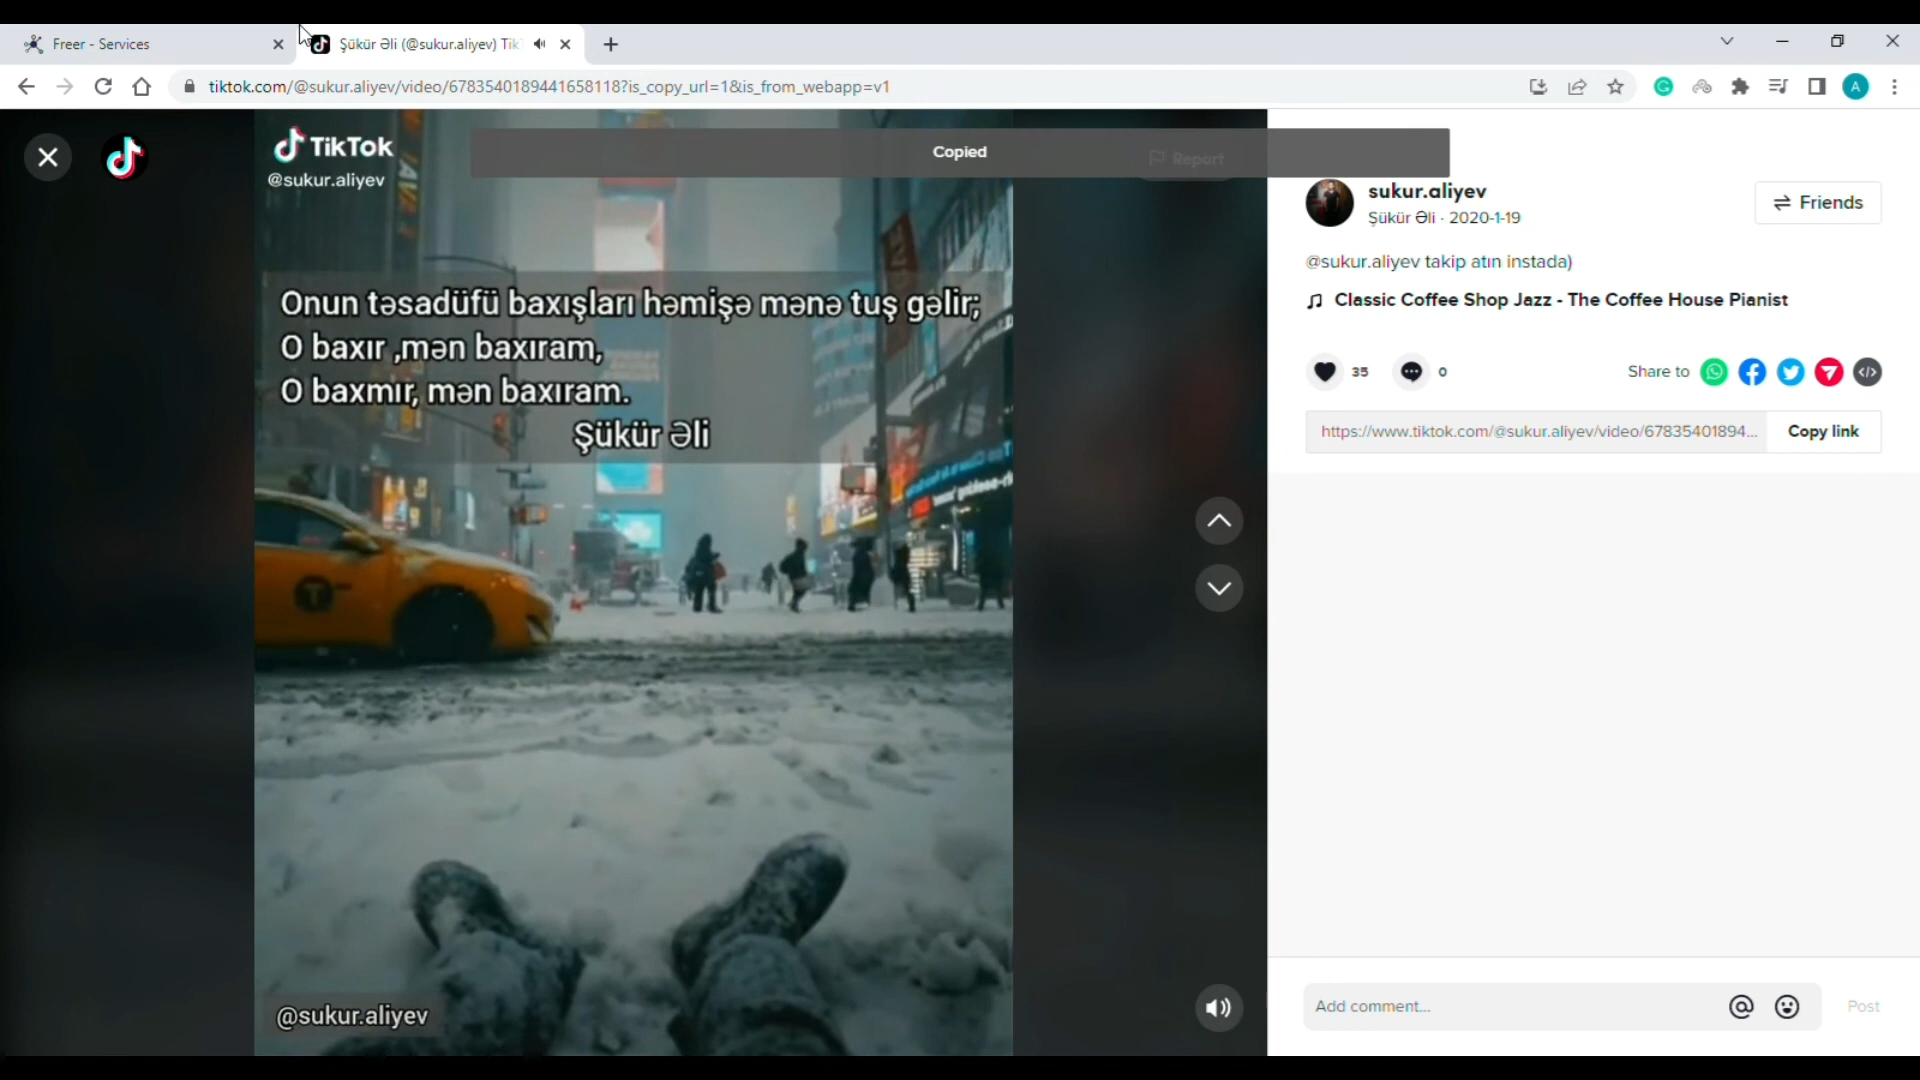 Freer - Services
Şükür Əli (@sukur.aliyev) Tik
tiktok.com/@sukur.aliyev/video/6783540189441658118?is_copy_url=1&is_from_webapp=v1
A
TikTok
@sukur.aliyev
Copied
Report
Onun təsadüfü baxışları həmişə mənə tuş gəlir;
O baxır ,mən baxıram,
O baxmır, mən baxıram.
Şükür Əli
T
@sukur.aliyev
sukur.aliyev
Şükür Əli · 2020-1-19
Friends
@sukur.aliyev takip atın instada)
Classic Coffee Shop Jazz - The Coffee House Pianist
35
0
Share to
https://www.tiktok.com/@sukur.aliyev/video/67835401894...
Copy link
Add comment...
Post